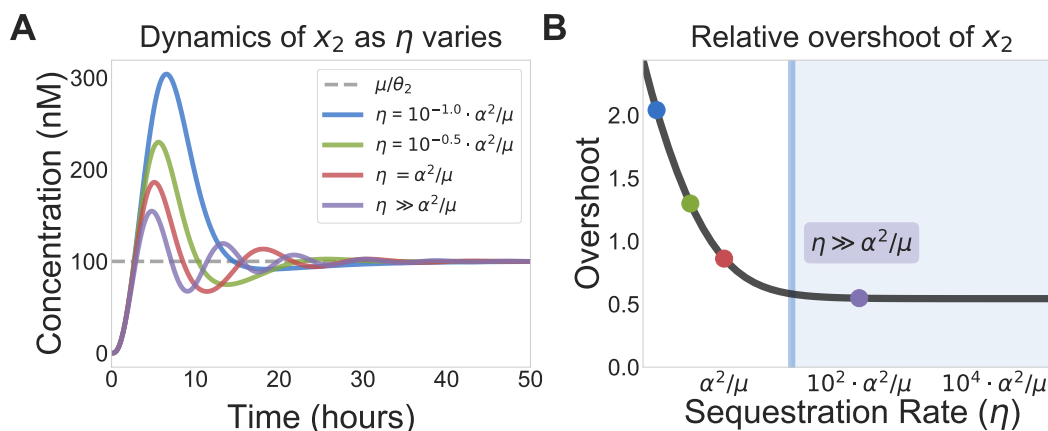 A
Dynamics of x₂ as η varies
Concentration (nM)
300
200
100
0
μ/θ₂
η = 10⁻¹·⁰ · α²/μ
η = 10⁻⁰·⁵ · α²/μ
η = α²/μ
η ≫ α²/μ
0 10 20 30 40 50
Time (hours)
B
Relative overshoot of x₂
Overshoot
2.0
1.5
1.0
0.5
0.0
η ≫ α²/μ
α²/μ 10² · α²/μ 10⁴ · α²/μ
Sequestration Rate (η)